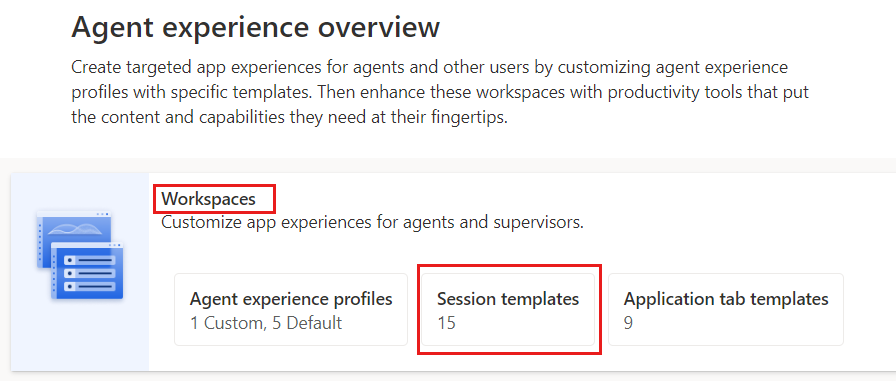 Agent experience overview
Create targeted app experiences for agents and other users by customizing agent experience
profiles with specific templates. Then enhance these workspaces with productivity tools that put
the content and capabilities they need at their fingertips.
Workspaces
Customize app experiences for agents and supervisors.
Agent experience profiles
1 Custom, 5 Default
Session templates
15
Application tab templates
9